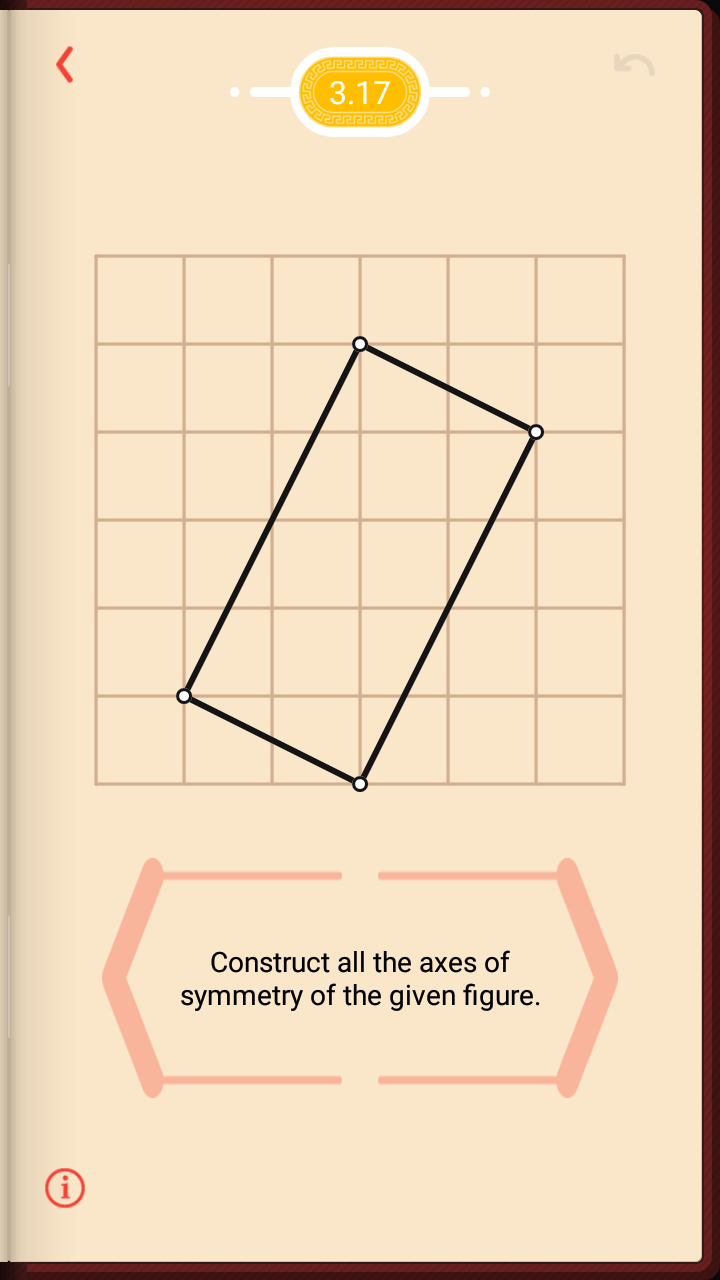 3.17
Construct all the axes of
symmetry of the given figure.
i